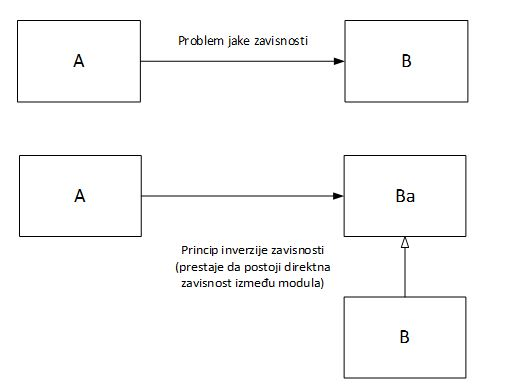 A
Problem jake zavisnosti
B
A
Ba
Princip inverzije zavisnosti
(prestaje da postoji direktna
zavisnost između modula)
B